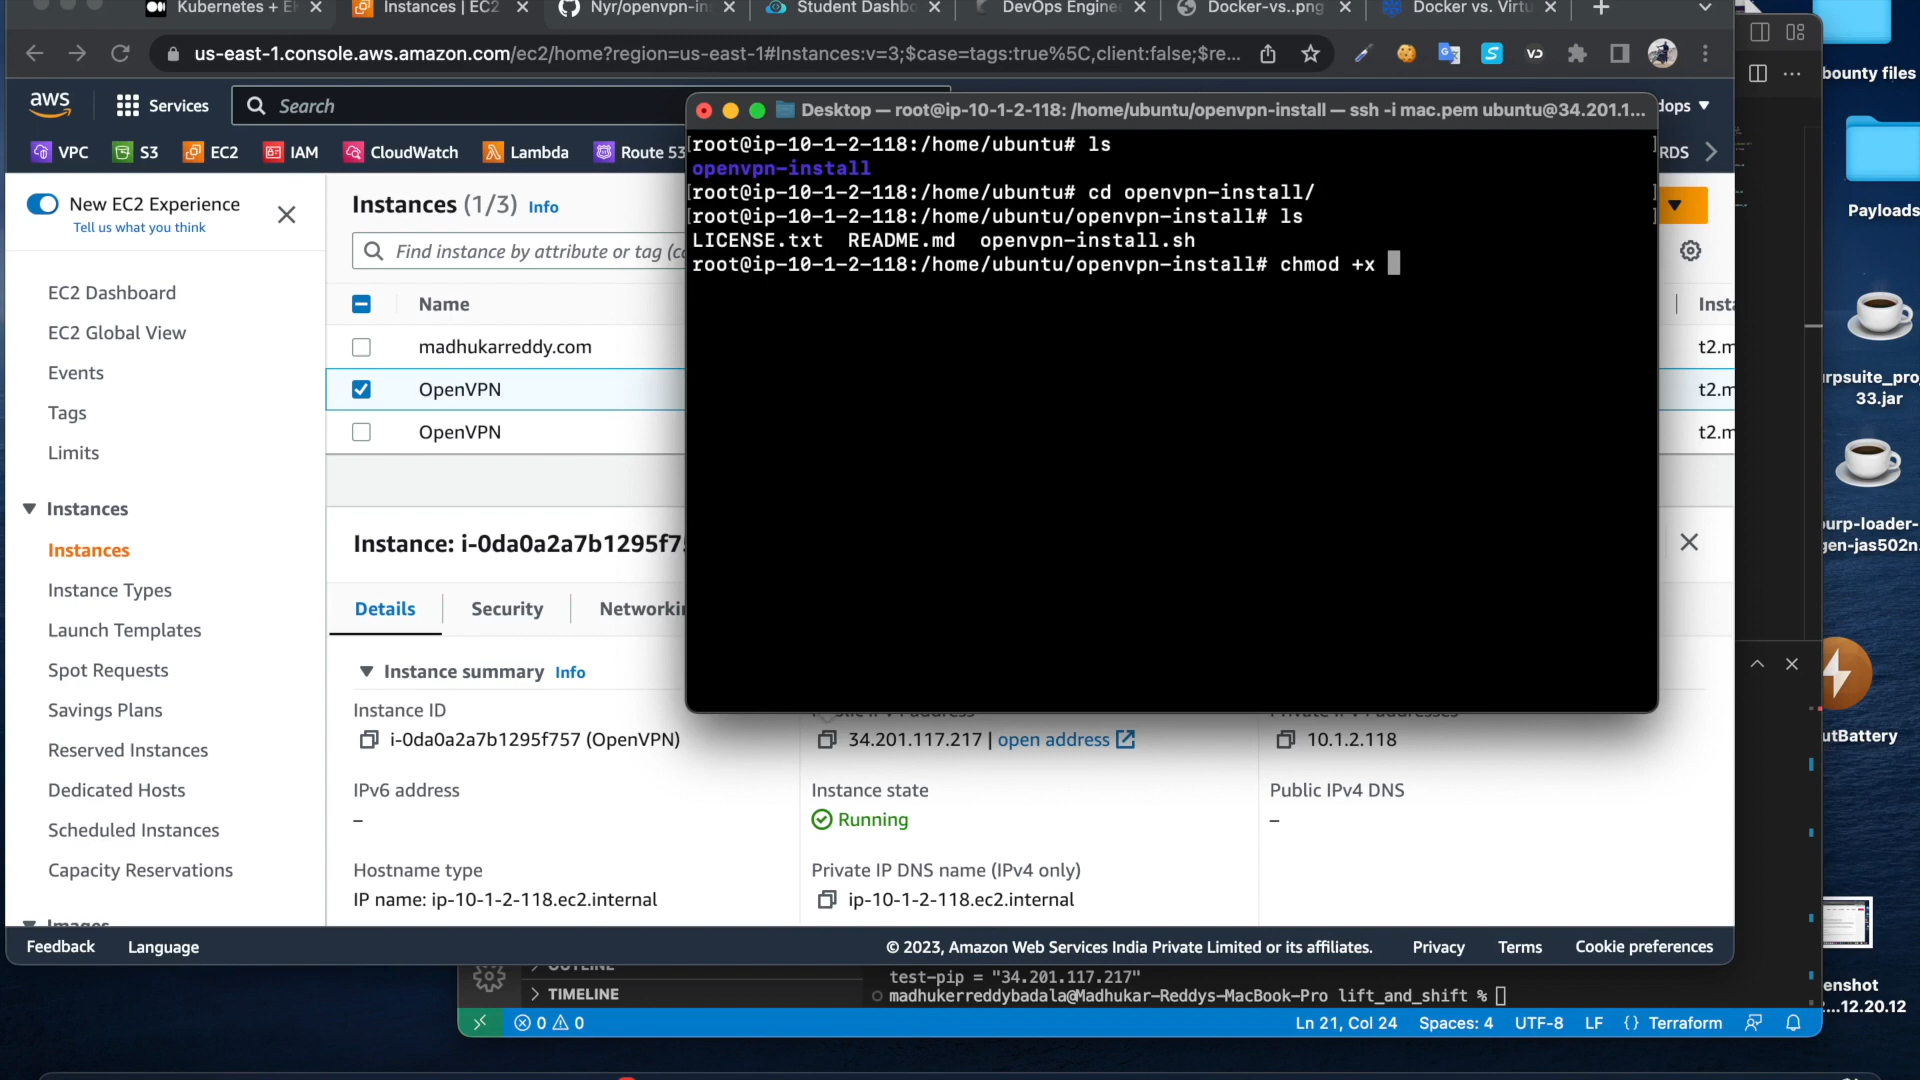 Kubernetes + E
Instances | EC2
Nyr/openvpn-in
Student Dashbo
DevOps Engine
Docker-vs..png
Docker vs. Virtu
us-east-1.console.aws.amazon.com/ec2/home?region=us-east-1#Instances:v=3;$case=tags:true%5C,client:false;$re...
aws
Services
Search
dops
VPC
S3
EC2
IAM
CloudWatch
Lambda
Route 53
RDS
Desktop — root@ip-10-1-2-118: /home/ubuntu/openvpn-install — ssh -i mac.pem ubuntu@34.201.1...
[root@ip-10-1-2-118:/home/ubuntu# ls
openvpn-install
[root@ip-10-1-2-118:/home/ubuntu# cd openvpn-install/
[root@ip-10-1-2-118:/home/ubuntu/openvpn-install# ls
LICENSE.txt README.md openvpn-install.sh
root@ip-10-1-2-118:/home/ubuntu/openvpn-install# chmod +x
New EC2 Experience
Tell us what you think
EC2 Dashboard
EC2 Global View
Events
Tags
Limits
Instances
Instances
Instance Types
Launch Templates
Spot Requests
Savings Plans
Reserved Instances
Dedicated Hosts
Scheduled Instances
Capacity Reservations
Images
Instances (1/3) Info
Find instance by attribute or tag (ca
Name
Insta
madhukarreddy.com
t2.m
OpenVPN
t2.m
OpenVPN
t2.m
Instance: i-0da0a2a7b1295f75
Details
Security
Networkin
Instance summary Info
Instance ID
i-0da0a2a7b1295f757 (OpenVPN)
Public IPv4 address
34.201.117.217 | open address
Private IPv4 addresses
10.1.2.118
IPv6 address
–
Instance state
Running
Public IPv4 DNS
–
Hostname type
IP name: ip-10-1-2-118.ec2.internal
Private IP DNS name (IPv4 only)
ip-10-1-2-118.ec2.internal
Feedback
Language
© 2023, Amazon Web Services India Private Limited or its affiliates.
Privacy
Terms
Cookie preferences
OUTLINE
TIMELINE
test-pip = "34.201.117.217"
madhukerreddybadala@Madhukar-Reddys-MacBook-Pro lift_and_shift %
0
0
Ln 21, Col 24
Spaces: 4
UTF-8
LF
{} Terraform
bounty files
Payloads
rpsuite_pro
33.jar
burp-loader-
gen-jas502n.
utBattery
enshot
...12.20.12